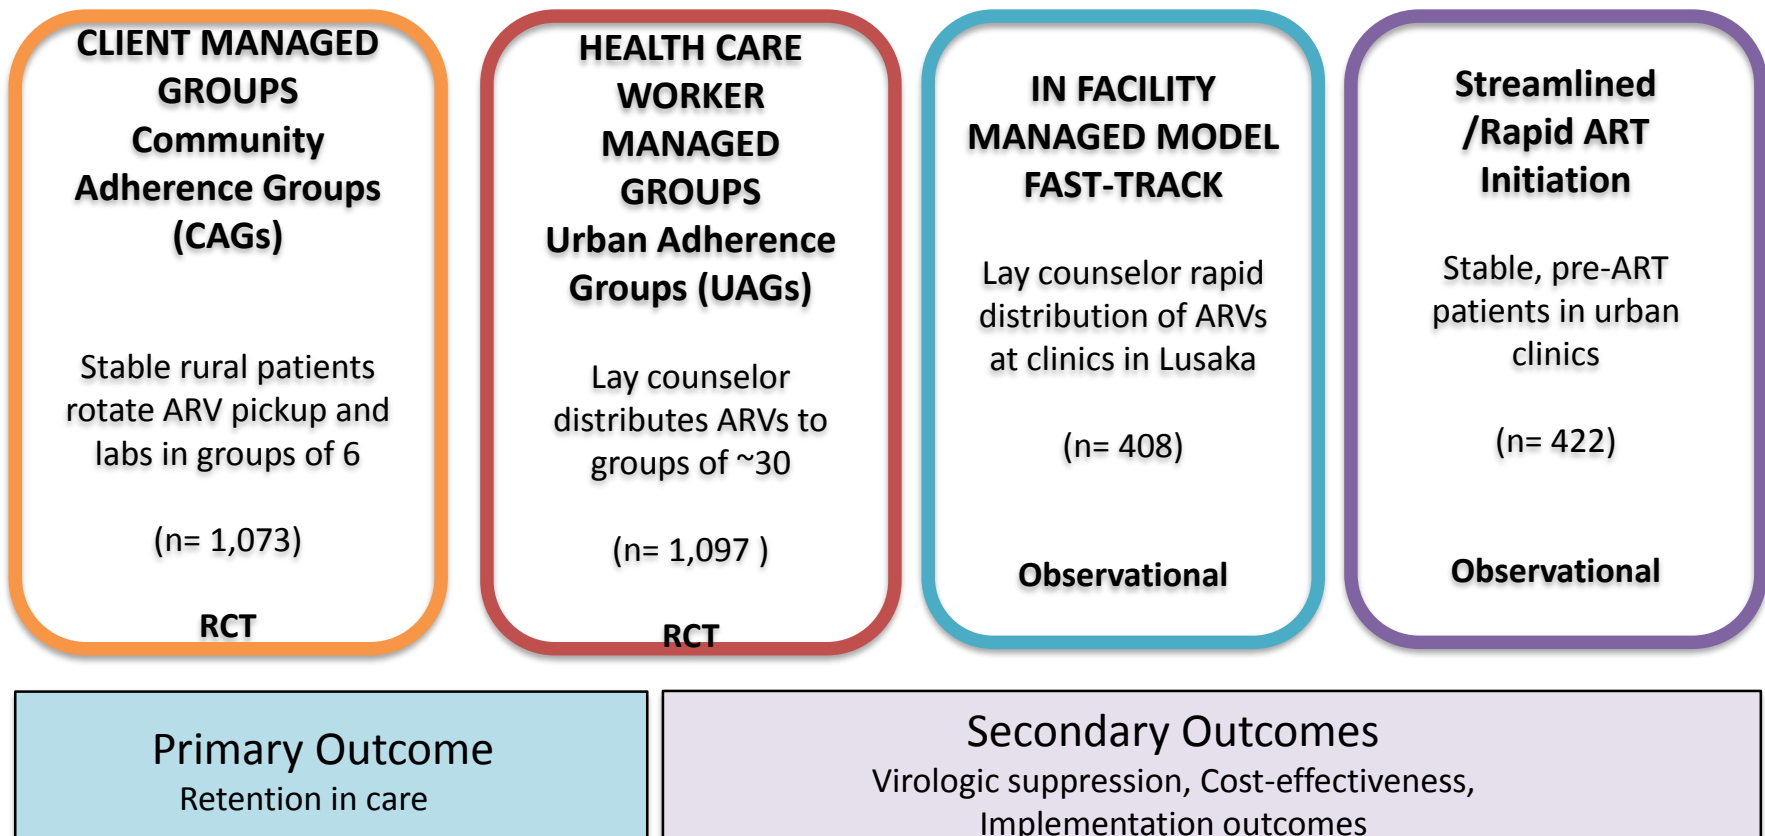 CLIENT MANAGED
GROUPS
Community
Adherence Groups
(CAGs)
Stable rural patients
rotate ARV pickup and
labs in groups of 6
(n= 1,073)
RCT
HEALTH CARE
WORKER
MANAGED
GROUPS
Urban Adherence
Groups (UAGs)
Lay counselor
distributes ARVs to
groups of ~30
(n= 1,097 )
RCT
IN FACILITY
MANAGED MODEL
FAST-TRACK
Lay counselor rapid
distribution of ARVs
at clinics in Lusaka
(n= 408)
Observational
Streamlined
/Rapid ART
Initiation
Stable, pre-ART
patients in urban
clinics
(n= 422)
Observational
Primary Outcome
Retention in care
Secondary Outcomes
Virologic suppression, Cost-effectiveness,
Implementation outcomes